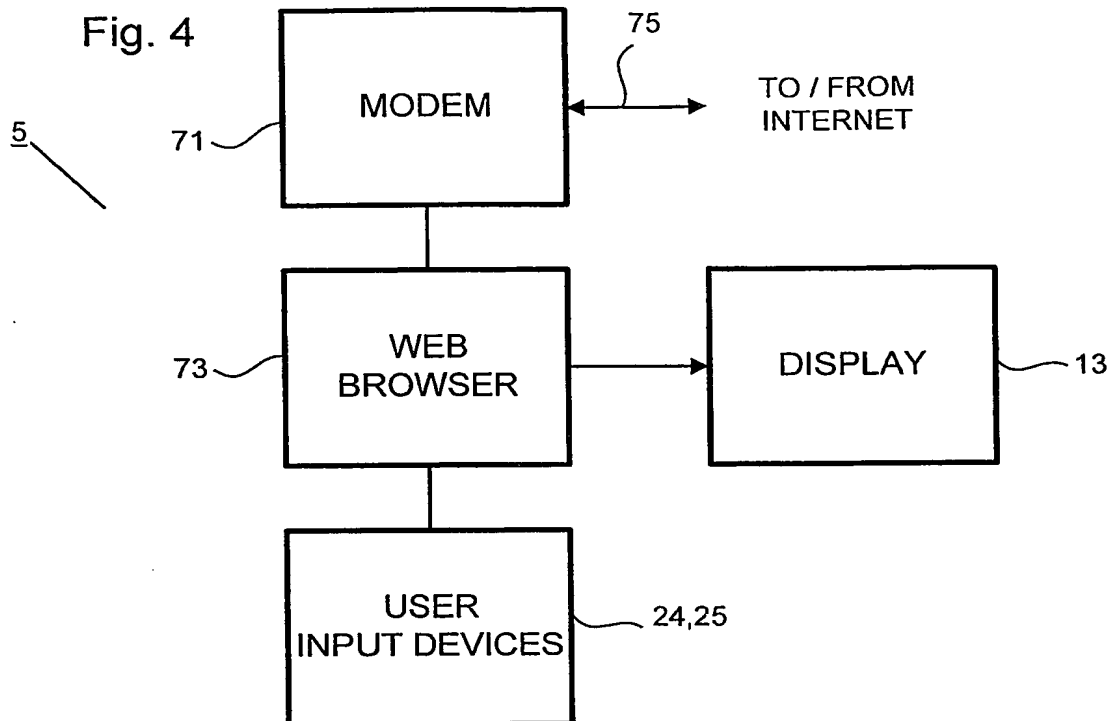 Fig. 4
75
MODEM
TO / FROM
INTERNET
71
5
WEB
BROWSER
73
DISPLAY
13
USER
INPUT DEVICES
24,25